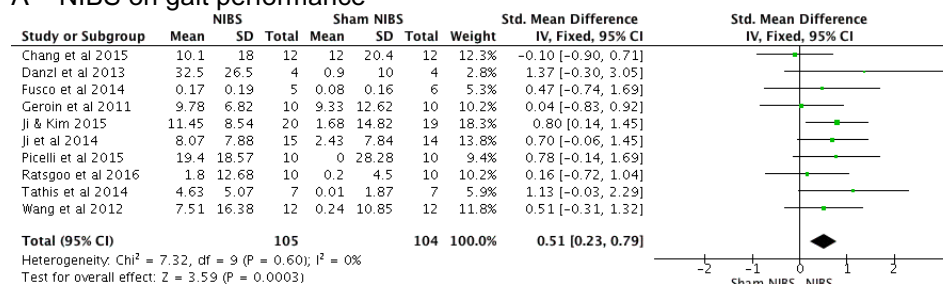 A NIBS on gait performance
NIBS Sham NIBS Std. Mean Difference Std. Mean Difference
Study or Subgroup Mean SD Total Mean SD Total Weight IV, Fixed, 95% CI IV, Fixed, 95% CI
Chang et al 2015 10.1 18 12 12 20.4 12 12.3% -0.10 [-0.90, 0.71]
Danzl et al 2013 32.5 26.5 4 0.9 10 4 2.8% 1.37 [-0.30, 3.05]
Fusco et al 2014 0.17 0.19 5 0.08 0.16 6 5.4% 0.47 [-0.74, 1.69]
Geroin et al 2011 9.78 6.82 10 9.33 12.62 10 10.2% 0.04 [-0.83, 0.92]
Ji & Kim 2015 11.45 8.54 20 1.68 14.82 19 18.3% 0.80 [0.14, 1.45]
Ji et al 2014 8.07 7.88 15 2.43 7.84 14 13.8% 0.70 [-0.06, 1.45]
Picelli et al 2015 19.4 18.57 10 0 28.28 10 9.4% 0.78 [-0.14, 1.69]
Ratsgoo et al 2016 1.8 12.68 10 0.2 4.5 10 10.2% 0.16 [-0.72, 1.04]
Tathis et al 2014 4.63 5.07 7 0.01 1.87 7 5.9% 1.13 [-0.03, 2.29]
Wang et al 2012 7.51 16.38 12 0.24 10.85 12 11.8% 0.51 [-0.31, 1.32]
Total (95% CI) 105 104 100.0% 0.51 [0.23, 0.79]
Heterogeneity: Chi² = 7.32, df = 9 (P = 0.60); I² = 0%
Test for overall effect: Z = 3.59 (P = 0.0003)
-2 -1 0 1 2
Sham NIBS NIBS